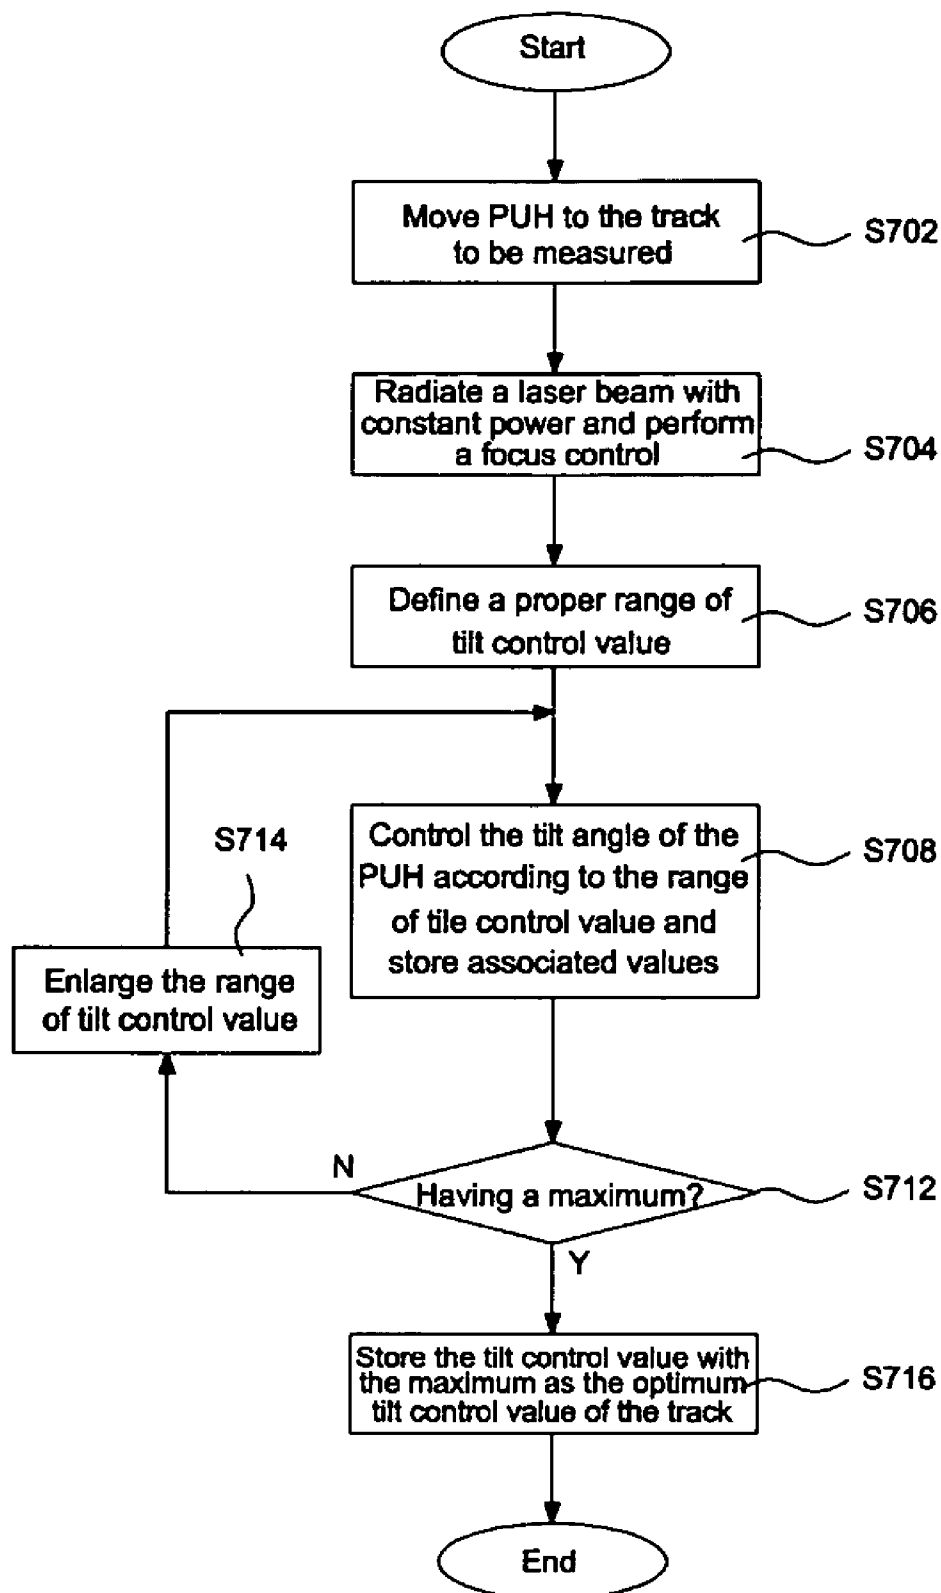 Start
Move PUH to the track
to be measured
S702
Radiate a laser beam with
constant power and perform
a focus control
S704
Define a proper range of
tilt control value
S706
Control the tilt angle of the
PUH according to the range
of tile control value and
store associated values
S708
S714
Enlarge the range
of tilt control value
Having a maximum?
S712
N
Y
Store the tilt control value with
the maximum as the optimum
tilt control value of the track
S716
End